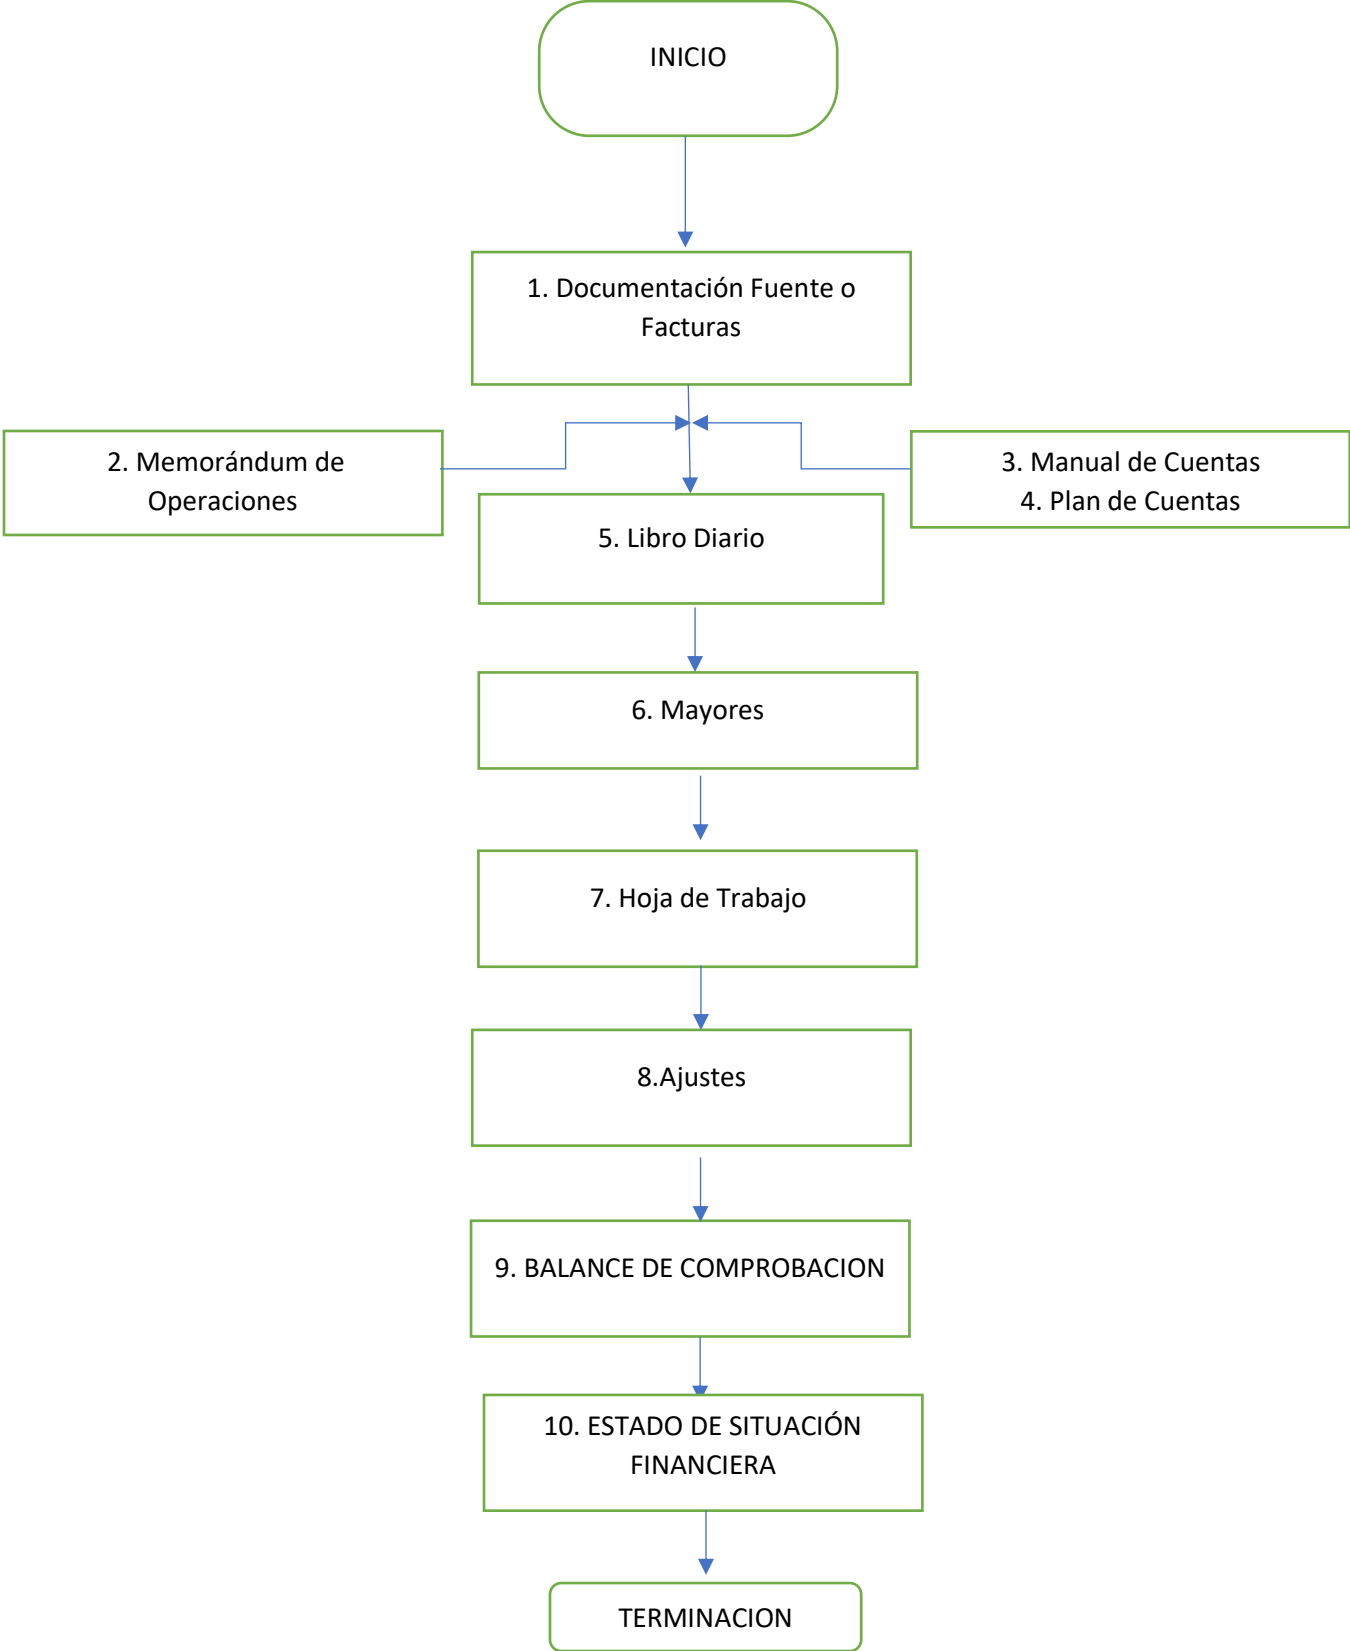 INICIO
1. Documentación Fuente o
Facturas
2. Memorándum de
Operaciones
3. Manual de Cuentas
4. Plan de Cuentas
5. Libro Diario
6. Mayores
7. Hoja de Trabajo
8.Ajustes
9. BALANCE DE COMPROBACION
10. ESTADO DE SITUACIÓN
FINANCIERA
TERMINACION